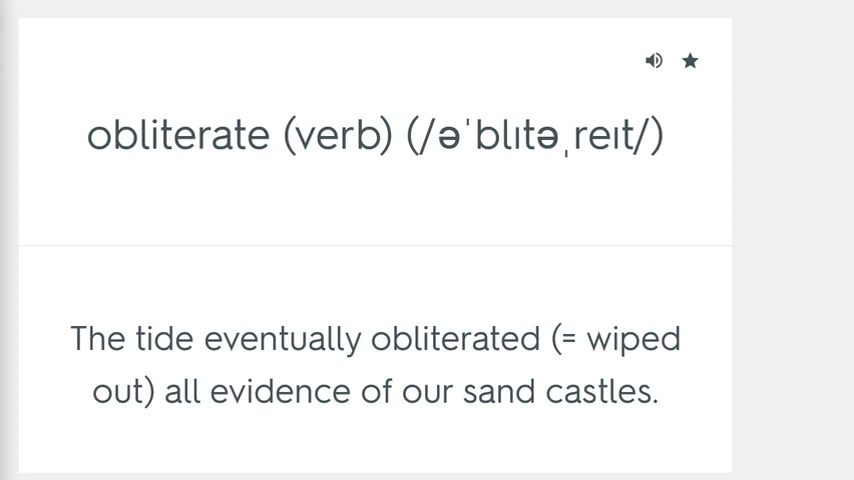 obliterate (verb) (/əˈblɪtəˌreɪt/)
The tide eventually obliterated (= wiped
out) all evidence of our sand castles.